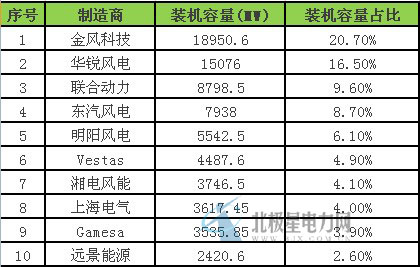 序号 制造商 装机容量(MW) 装机容量占比
1 金风科技 18950.6 20.70%
2 华锐风电 15076 16.50%
3 联合动力 8798.5 9.60%
4 东汽风电 7938 8.70%
5 明阳风电 5542.5 6.10%
6 Vestas 4487.6 4.90%
7 湘电风能 3746.5 4.10%
8 上海电气 3617.45 4.00%
9 Gamesa 3535.85 3.90%
10 远景能源 2420.6 2.60%
北极星电力网